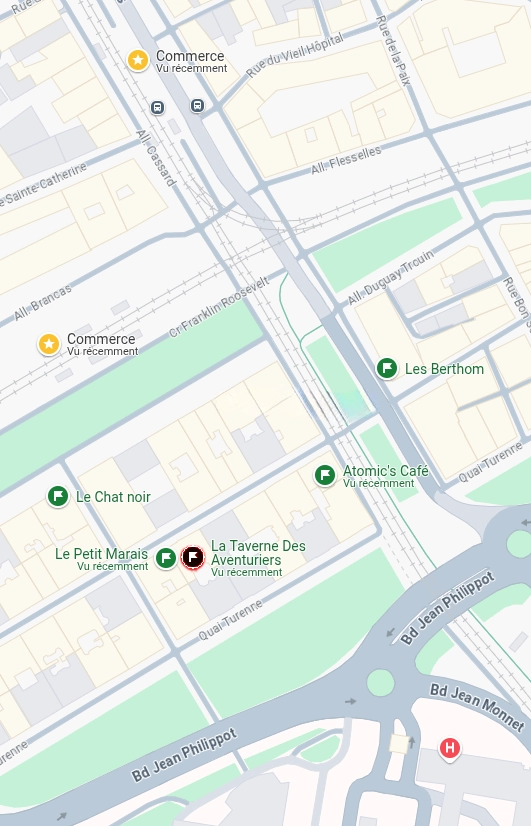 Rue d
Commerce
Vu récemment
Rue du Vieil Hôpital
Rue de la Paix
All. Cassard
All. Flesselles
e Sainte Catherine
All. Duguay Trouin
All. Brancas
Cr Franklin Roosevelt
Commerce
Vu récemment
Rue Bon
Les Berthom
Quai Turenne
Atomic's Café
Vu récemment
Le Chat noir
La Taverne Des
Aventuriers
Vu récemment
Le Petit Marais
Vu récemment
Quai Turenne
Bd Jean Philippot
Bd Jean Monnet
Bd Jean Philippot
urenne
H